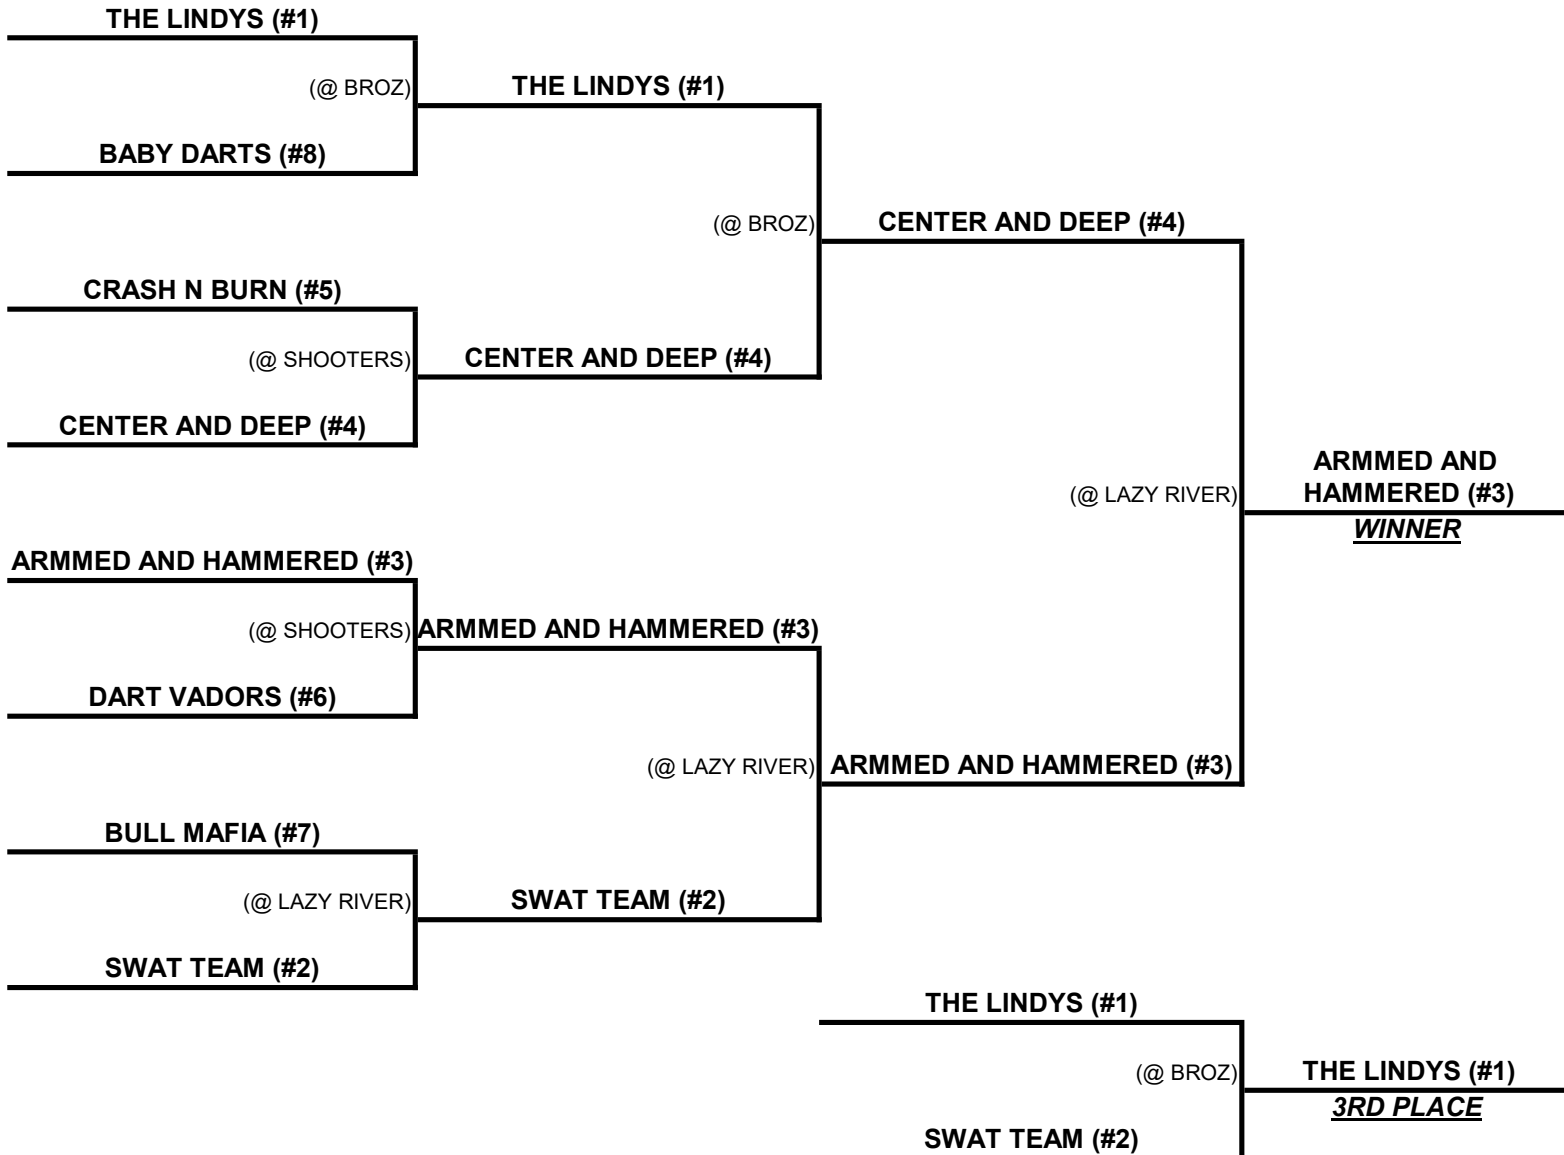 THE LINDYS (#1)
(@ BROZ)
THE LINDYS (#1)
BABY DARTS (#8)
(@ BROZ)
CENTER AND DEEP (#4)
CRASH N BURN (#5)
(@ SHOOTERS)
CENTER AND DEEP (#4)
CENTER AND DEEP (#4)
ARMMED AND
HAMMERED (#3)
(@ LAZY RIVER)
WINNER
ARMMED AND HAMMERED (#3)
(@ SHOOTERS)
ARMMED AND HAMMERED (#3)
DART VADORS (#6)
(@ LAZY RIVER)
ARMMED AND HAMMERED (#3)
BULL MAFIA (#7)
(@ LAZY RIVER)
SWAT TEAM (#2)
SWAT TEAM (#2)
THE LINDYS (#1)
(@ BROZ)
THE LINDYS (#1)
3RD PLACE
SWAT TEAM (#2)